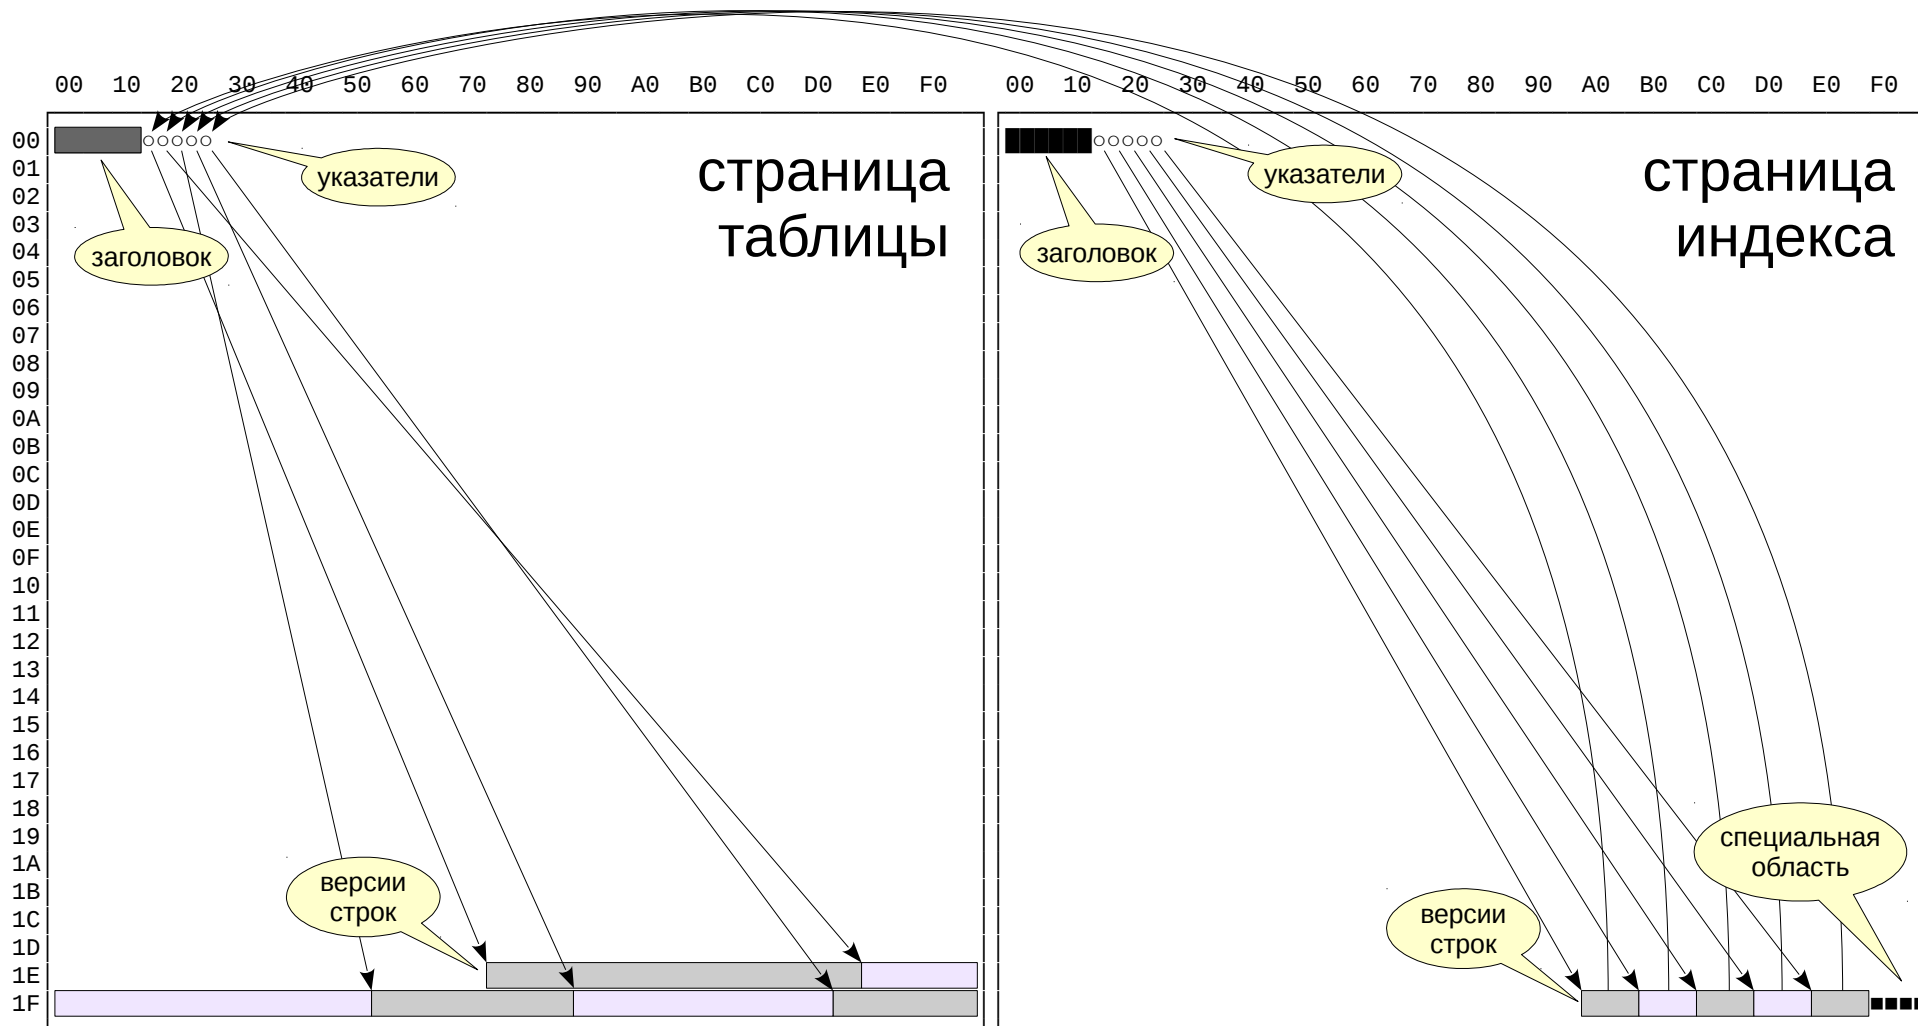 00 10 20 30 40 50 60 70 80 90 A0 B0 C0 D0 E0 F0
00 10 20 30 40 50 60 70 80 90 A0 B0 C0 D0 E0 F0
00
01
02
03
04
05
06
07
08
09
0A
0B
0C
0D
0E
0F
10
11
12
13
14
15
16
17
18
19
1A
1B
1C
1D
1E
1F
страница
таблицы
указатели
заголовок
версии
строк
страница
индекса
указатели
заголовок
специальная
область
версии
строк